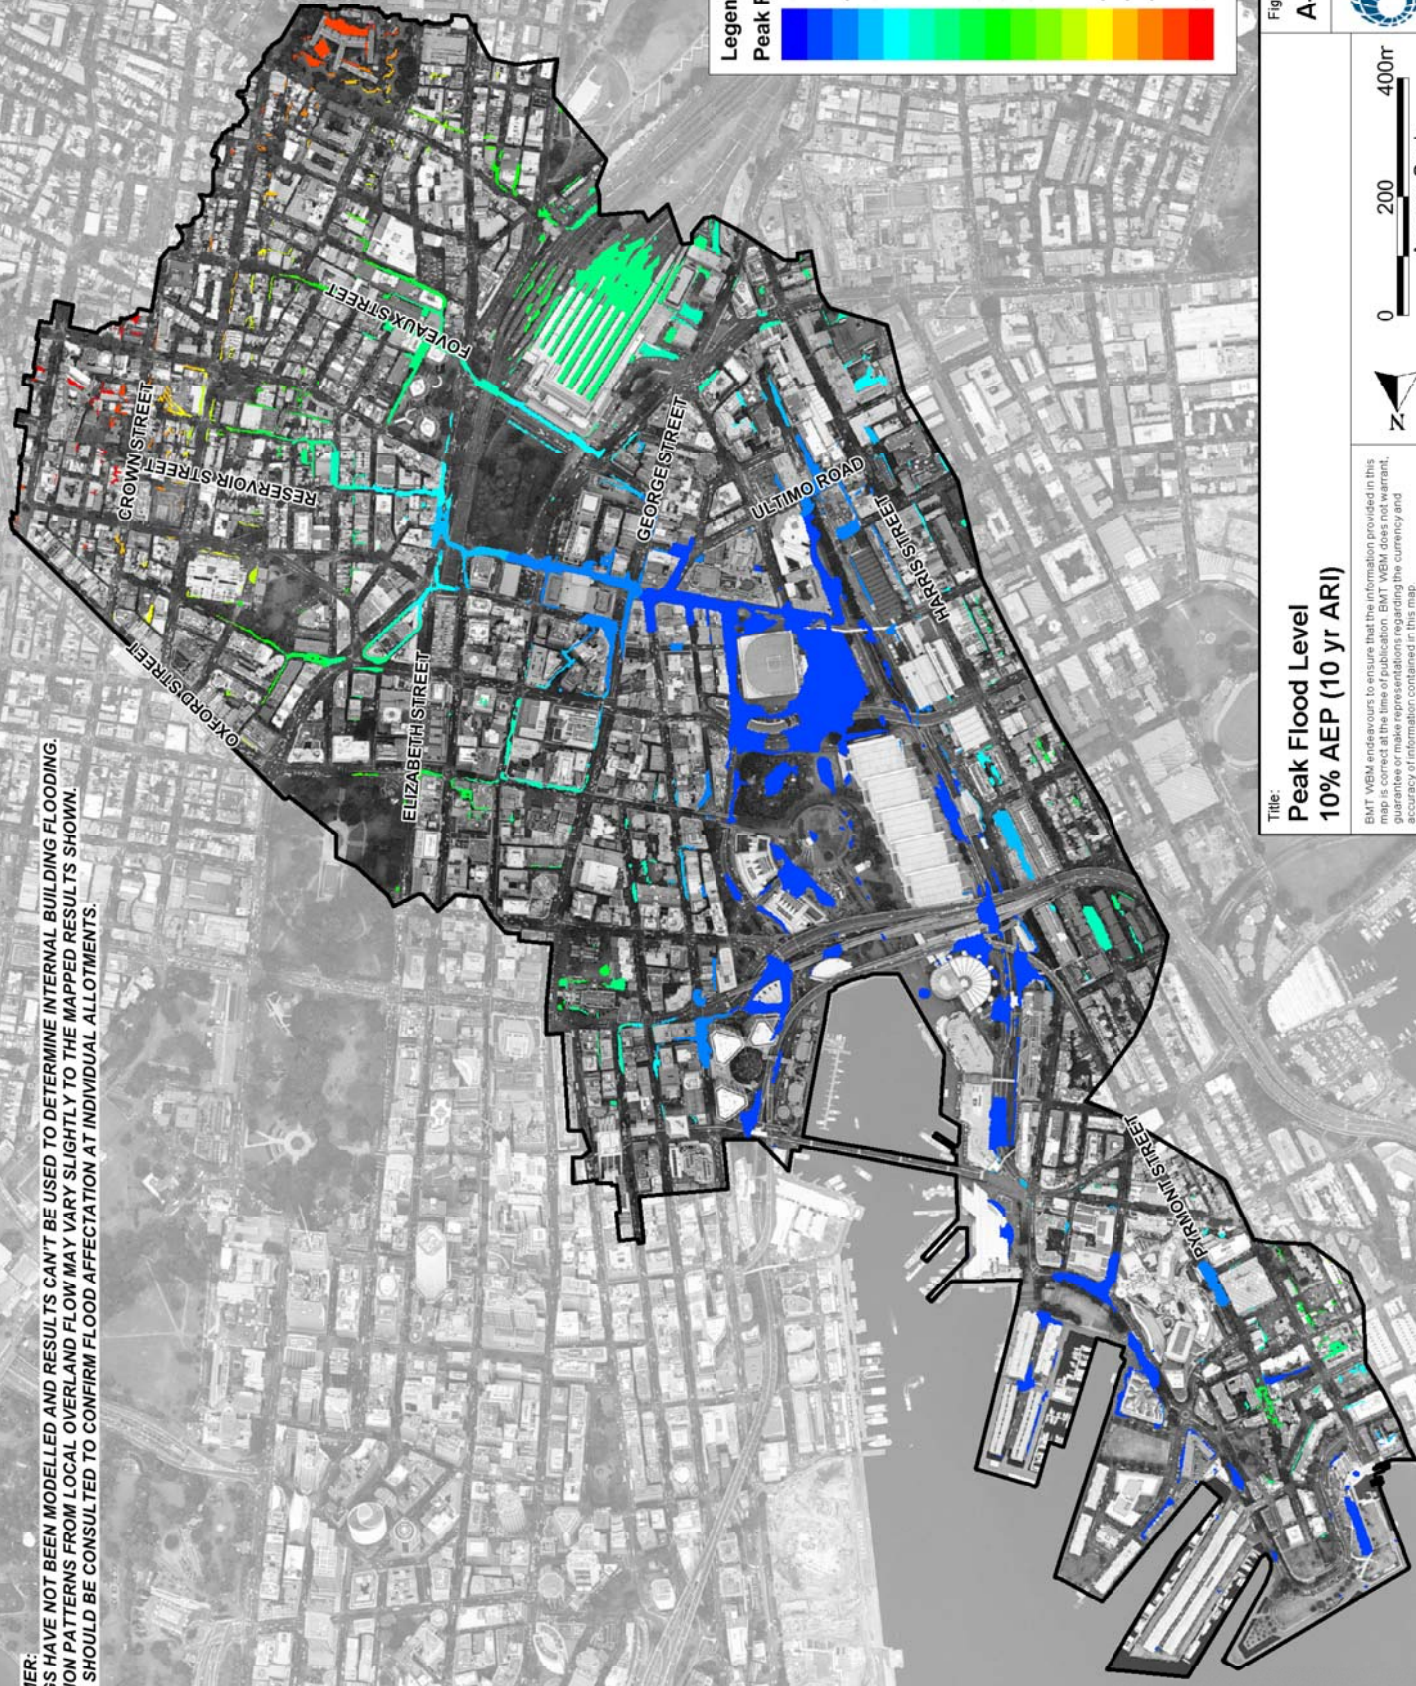 MER:
GS HAVE NOT BEEN MODELLED AND RESULTS CAN'T BE USED TO DETERMINE INTERNAL BUILDING FLOODING.
ION PATTERNS FROM LOCAL OVERLAND FLOW MAY VARY SLIGHTLY TO THE MAPPED RESULTS SHOWN.
SHOULD BE CONSULTED TO CONFIRM FLOOD AFFECTATION AT INDIVIDUAL ALLOTMENTS.
OXFORD STREET
CROWN STREET
RESERVOIR STREET
FOVEAUX STREET
ELIZABETH STREET
GEORGE STREET
ULTIMO ROAD
HARRIS STREET
PYRMONT STREET
Legen
Peak F
Title:
Peak Flood Level
10% AEP (10 yr ARI)
Fig
A-
BMT WBM endeavours to ensure that the information provided in this
map is correct at the time of publication. BMT WBM does not warrant,
guarantee or make representations regarding the currency and
accuracy of information contained in this map.
N
0 200 400m